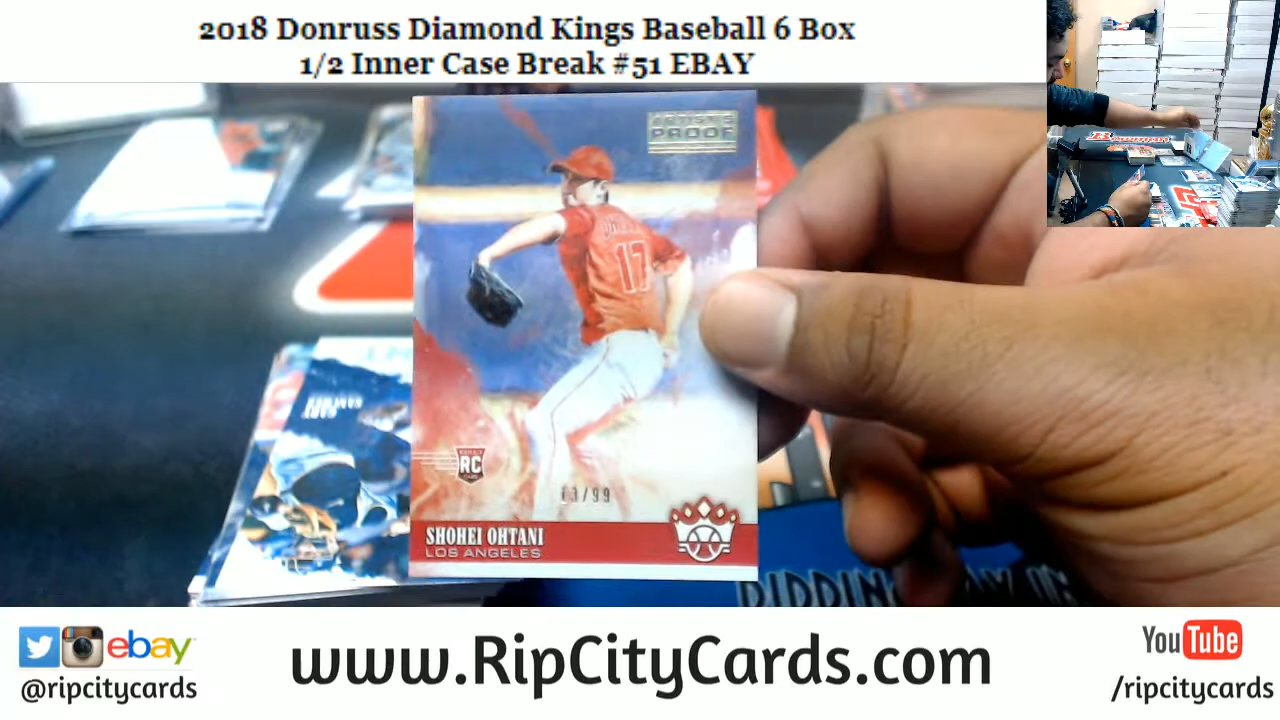 2018 Donruss Diamond Kings Baseball 6 Box
1/2 Inner Case Break #51 EBAY
ARTIST'S
PROOF
17
RC
/99
SHOHEI OHTANI
LOS ANGELES
ebay
@ripcitycards
www.RipCityCards.com
YouTube
/ripcitycards